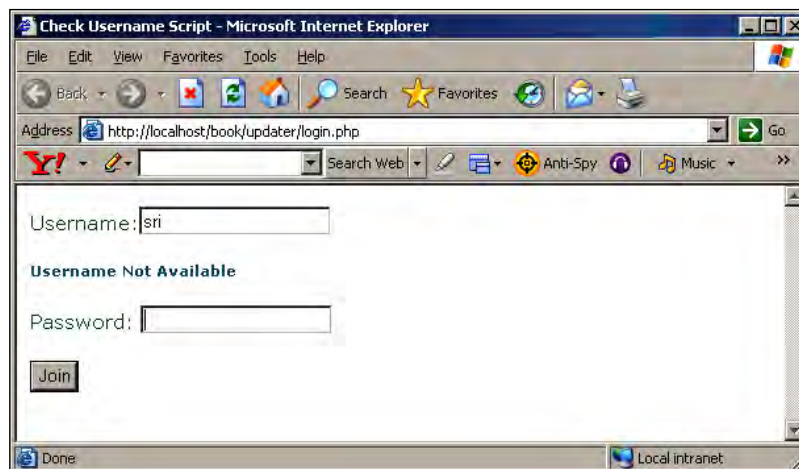 Check Username Script - Microsoft Internet Explorer
File Edit View Favorites Tools Help
Back Search Favorites
Address http://localhost/book/updater/login.php Go
Y! Search Web Anti-Spy Music »
Username: sri
Username Not Available
Password:
Join
Done Local intranet